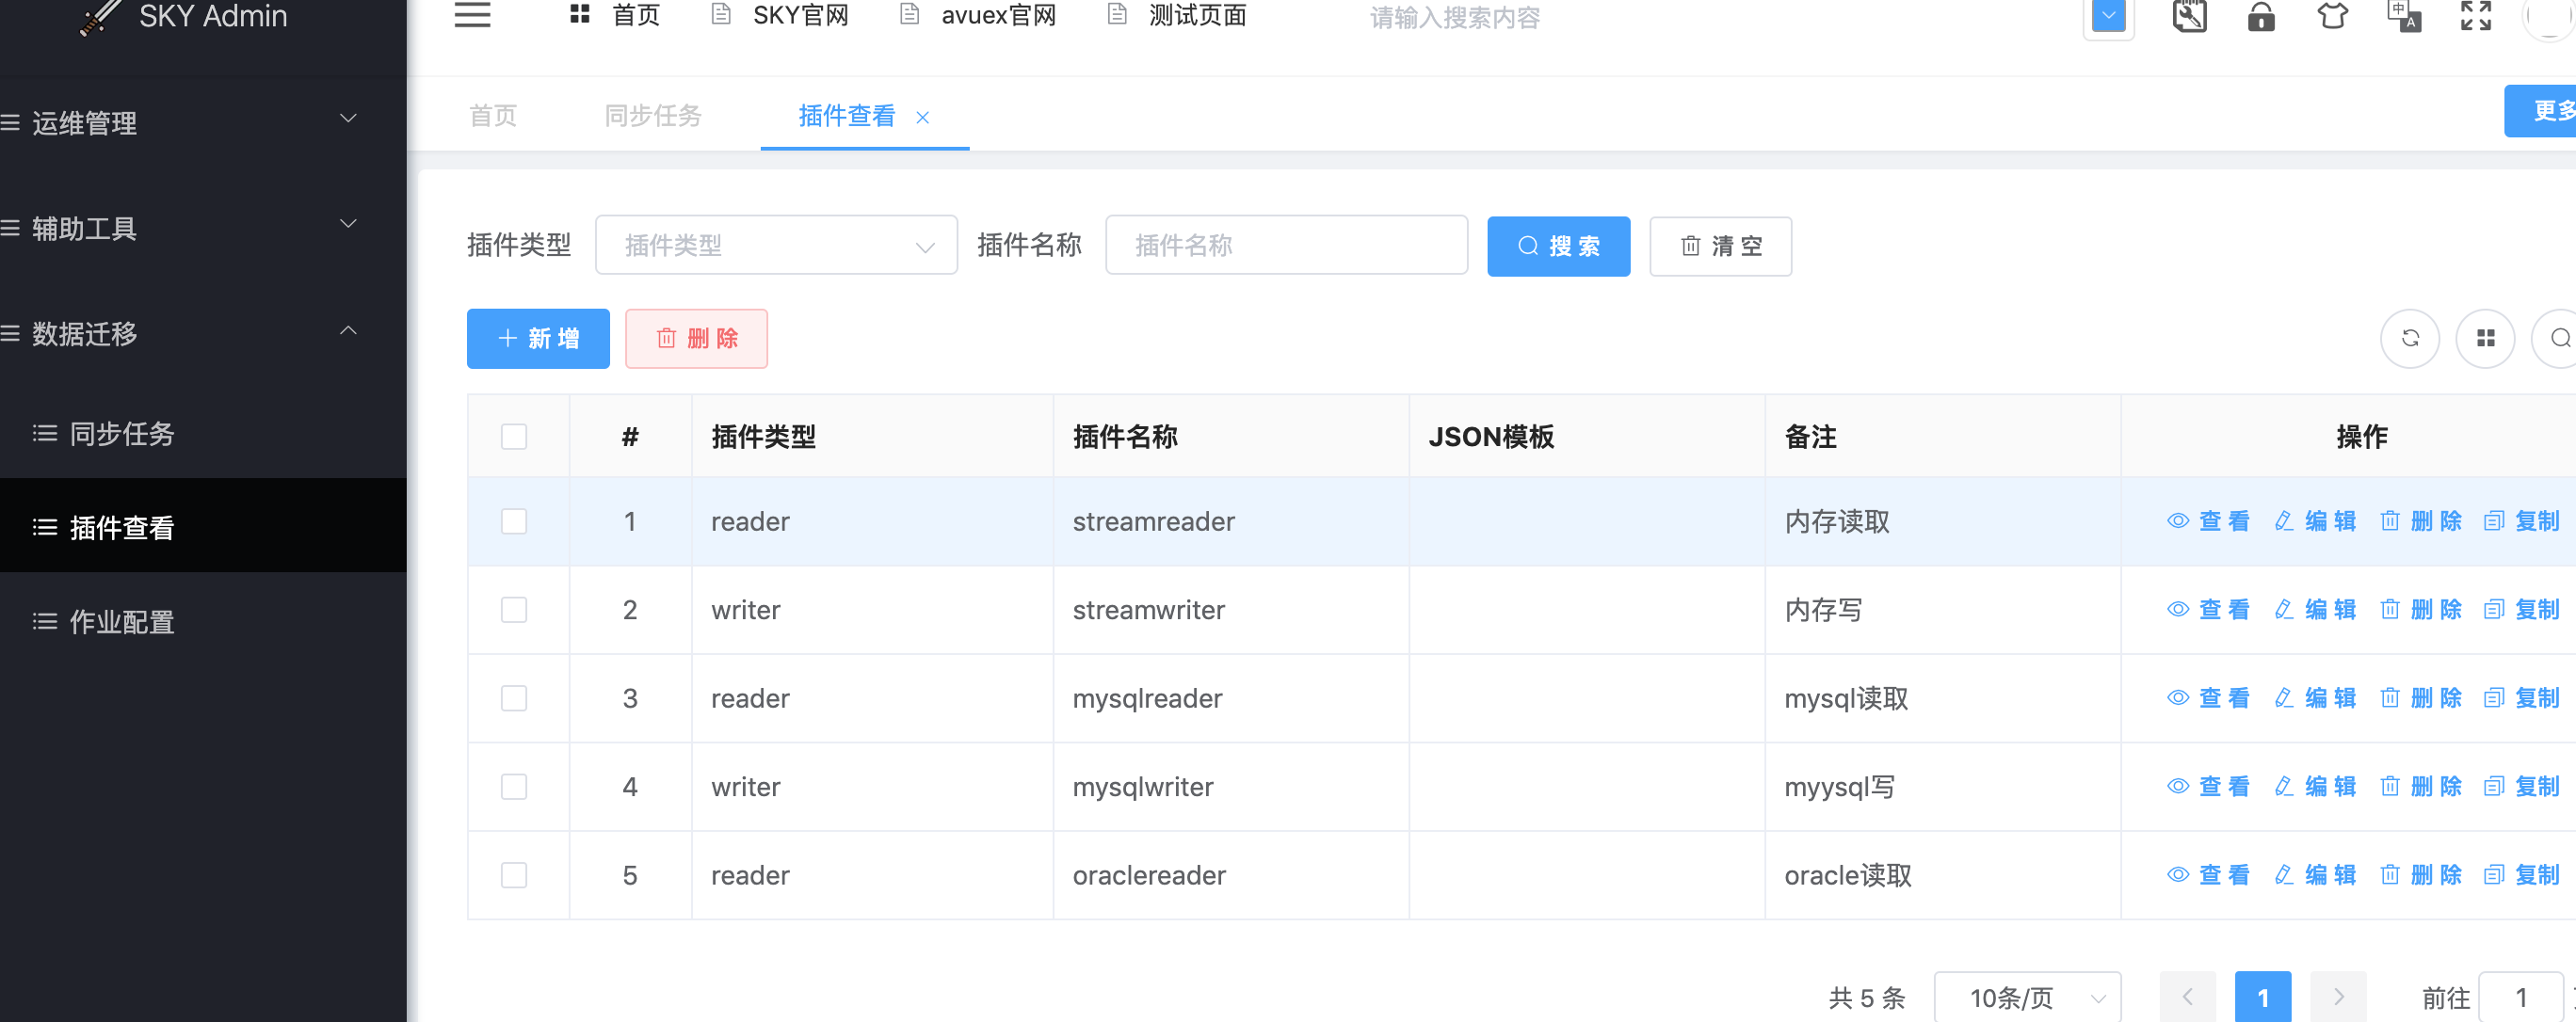 SKY Admin
首页 SKY官网 avuex官网 测试页面 请输入搜索内容 中 A
运维管理
辅助工具
数据迁移
同步任务
插件查看
作业配置
首页 同步任务 插件查看 更多
插件类型 插件类型 插件名称 插件名称 搜 索 清 空
新 增 删 除
# 插件类型 插件名称 JSON模板 备注 操作
1 reader streamreader 内存读取 查 看 编 辑 删 除 复制
2 writer streamwriter 内存写 查 看 编 辑 删 除 复制
3 reader mysqlreader mysql读取 查 看 编 辑 删 除 复制
4 writer mysqlwriter myysql写 查 看 编 辑 删 除 复制
5 reader oraclereader oracle读取 查 看 编 辑 删 除 复制
共 5 条 10条/页 1 前往 1